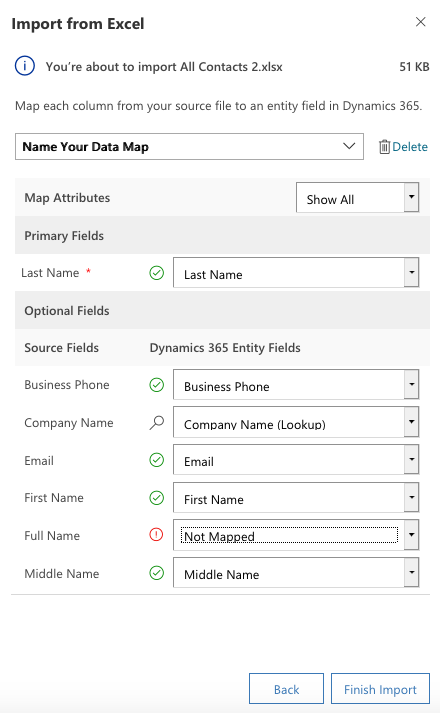 Import from Excel
You're about to import All Contacts 2.xlsx 51 KB
Map each column from your source file to an entity field in Dynamics 365.
Name Your Data Map Delete
Map Attributes Show All
Primary Fields
Last Name * Last Name
Optional Fields
Source Fields Dynamics 365 Entity Fields
Business Phone Business Phone
Company Name Company Name (Lookup)
Email Email
First Name First Name
Full Name Not Mapped
Middle Name Middle Name
Back Finish Import